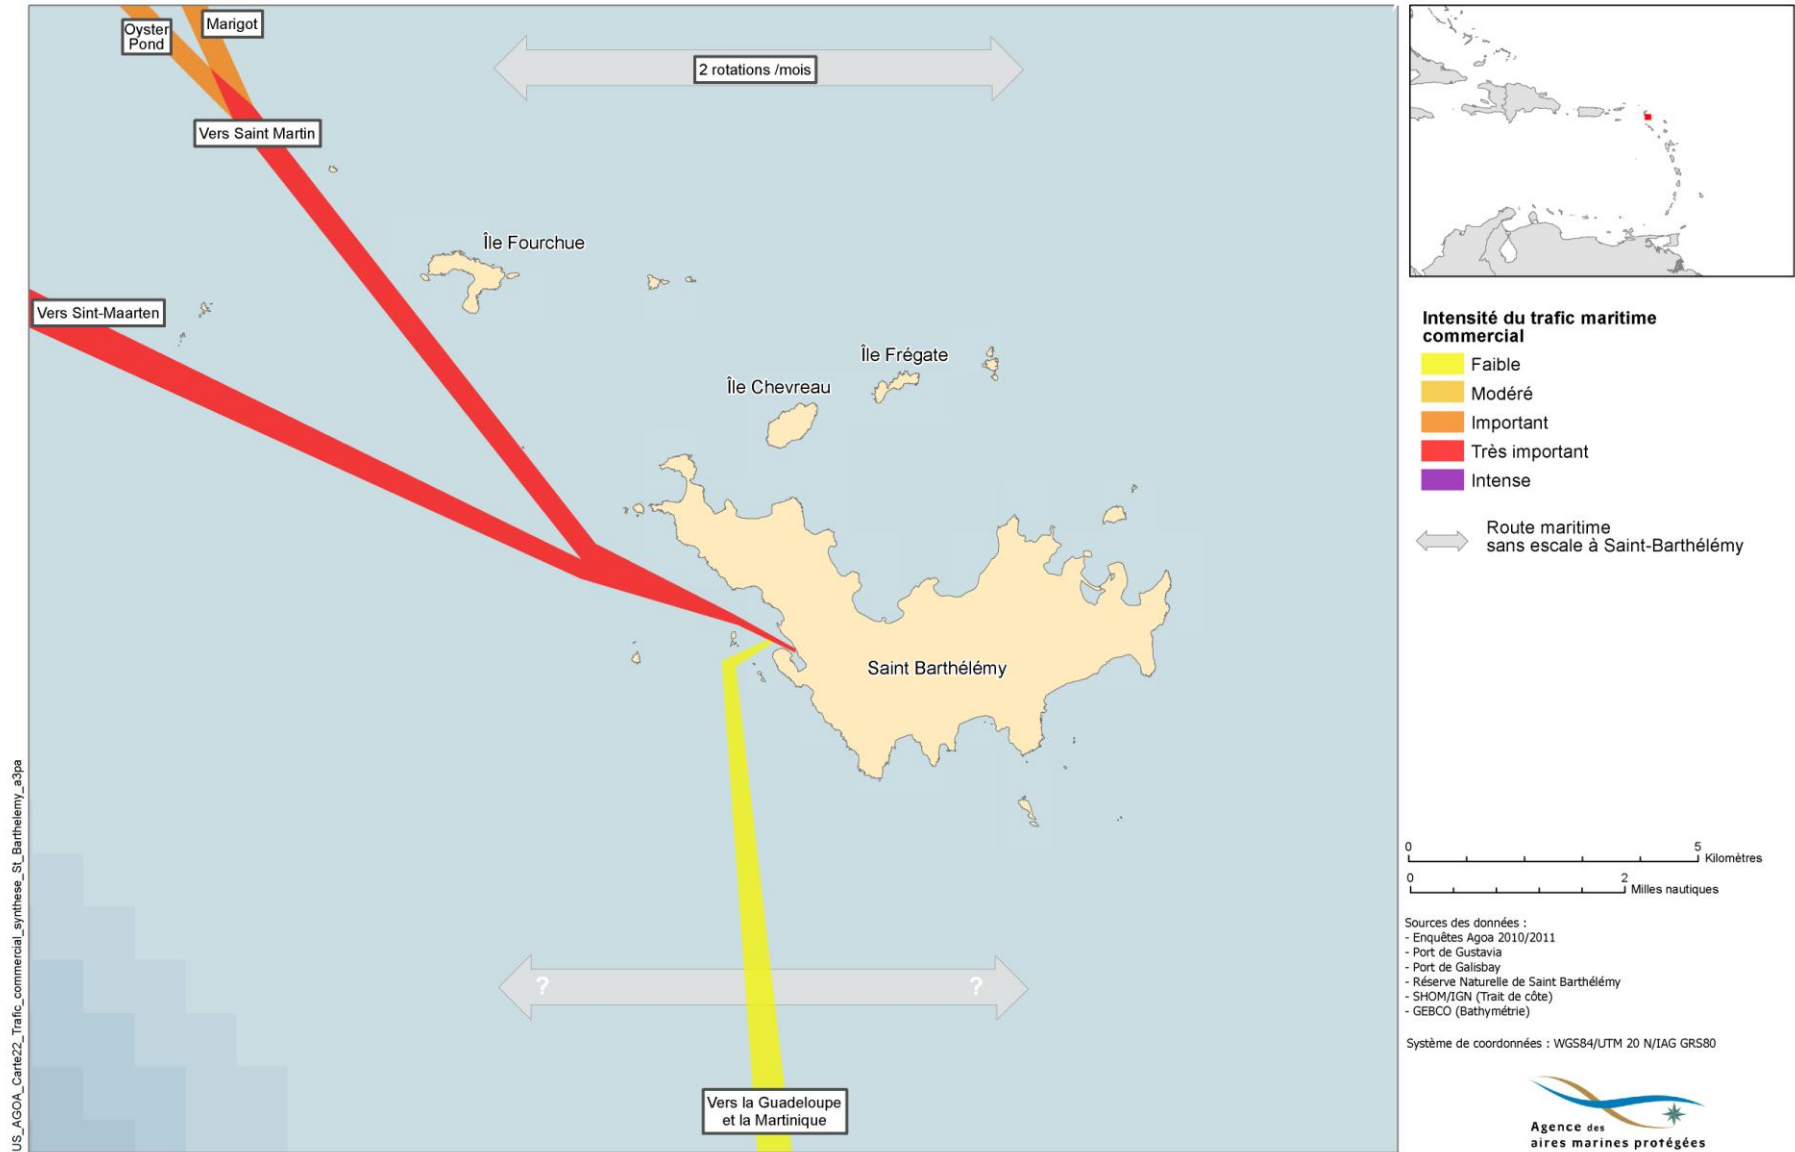 Oyster
Pond
Marigot
2 rotations /mois
Vers Saint Martin
Île Fourchue
Vers Sint-Maarten
Île Frégate
Île Chevreau
Saint Barthélémy
?
?
Vers la Guadeloupe
et la Martinique
US_AGOA_Carte22_Trafic_commercial_synthese_St_Barthelemy_a3pa
Intensité du trafic maritime
commercial
Faible
Modéré
Important
Très important
Intense
Route maritime
sans escale à Saint-Barthélémy
0 5
Kilomètres
0 2
Milles nautiques
Sources des données :
- Enquêtes Agoa 2010/2011
- Port de Gustavia
- Port de Galisbay
- Réserve Naturelle de Saint Barthélémy
- SHOM/IGN (Trait de côte)
- GEBCO (Bathymétrie)
Système de coordonnées : WGS84/UTM 20 N/IAG GRS80
Agence des
aires marines protégées